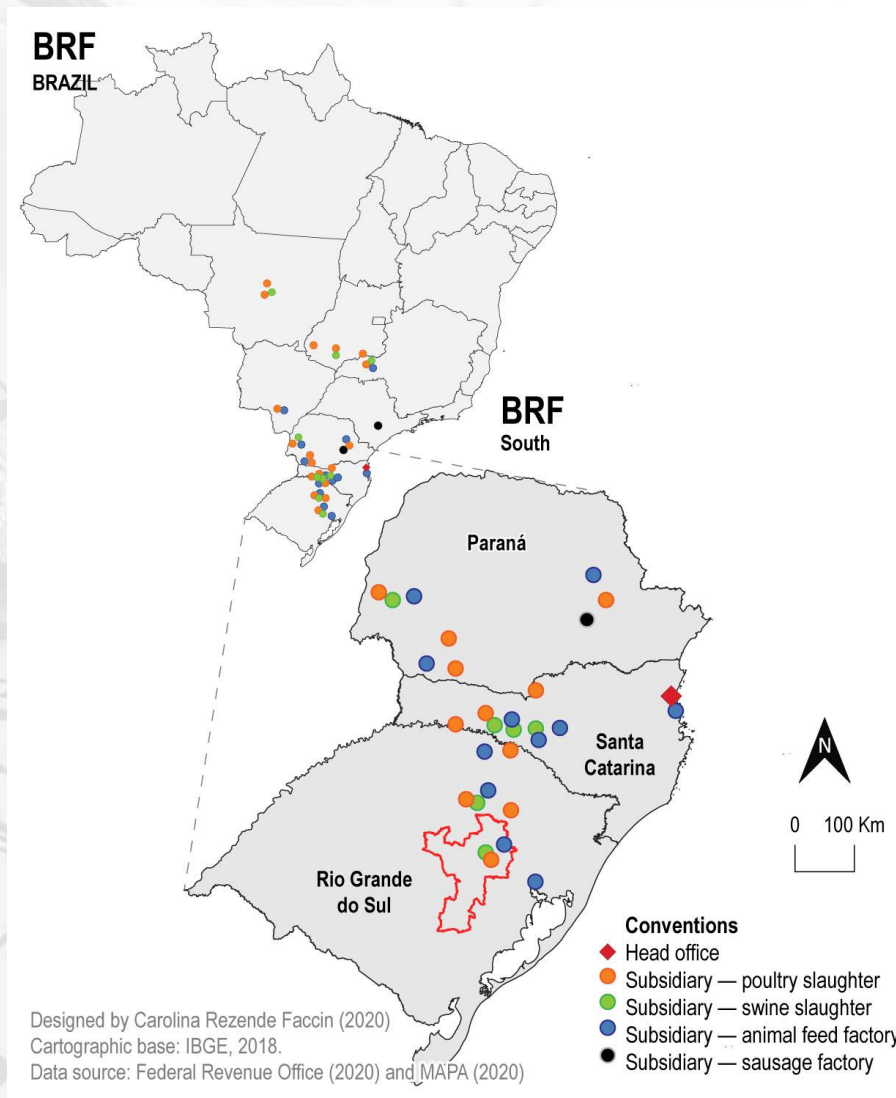 BRF
BRAZIL
BRF
South
Paraná
Santa
Catarina
Rio Grande
do Sul
N
0 100 Km
Conventions
Head office
Subsidiary — poultry slaughter
Subsidiary — swine slaughter
Subsidiary — animal feed factory
Subsidiary — sausage factory
Designed by Carolina Rezende Faccin (2020)
Cartographic base: IBGE, 2018.
Data source: Federal Revenue Office (2020) and MAPA (2020)